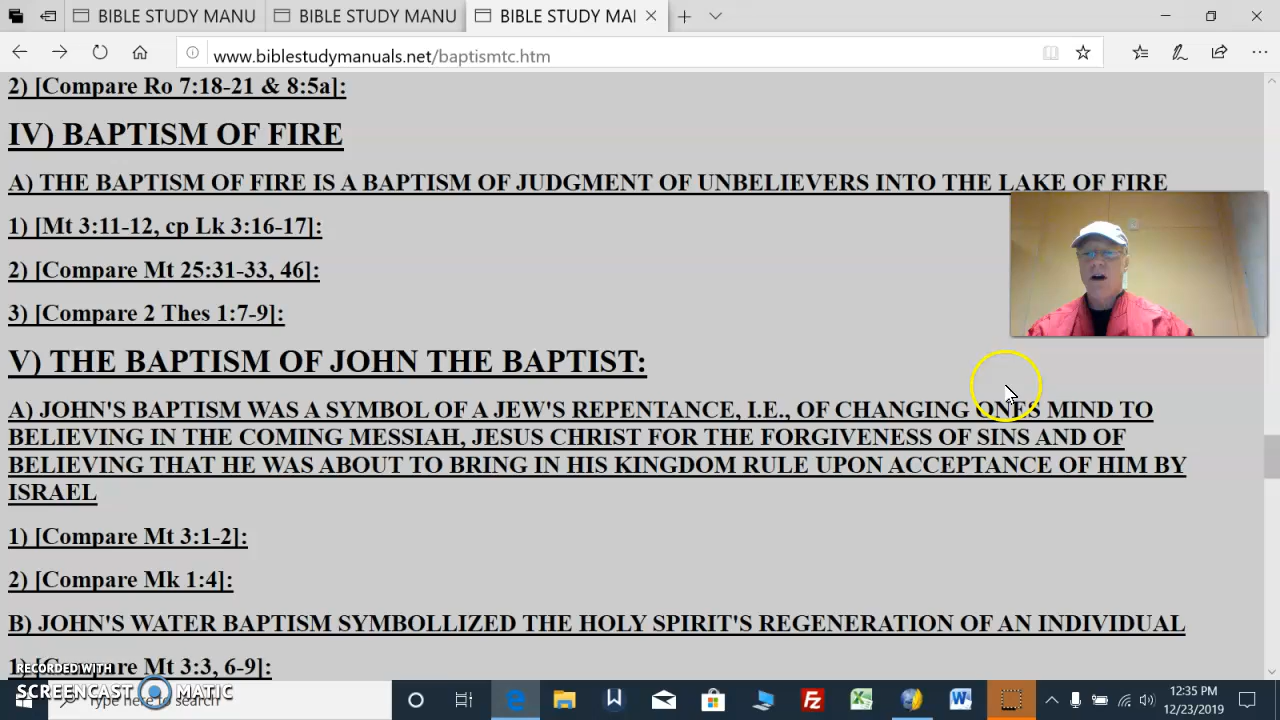 BIBLE STUDY MANU
BIBLE STUDY MANU
BIBLE STUDY MAI
www.biblestudymanuals.net/baptismtc.htm
2) [Compare Ro 7:18-21 & 8:5a]:
IV) BAPTISM OF FIRE
A) THE BAPTISM OF FIRE IS A BAPTISM OF JUDGMENT OF UNBELIEVERS INTO THE LAKE OF FIRE
1) [Mt 3:11-12, cp Lk 3:16-17]:
2) [Compare Mt 25:31-33, 46]:
3) [Compare 2 Thes 1:7-9]:
V) THE BAPTISM OF JOHN THE BAPTIST:
A) JOHN'S BAPTISM WAS A SYMBOL OF A JEW'S REPENTANCE, I.E., OF CHANGING ONES MIND TO
BELIEVING IN THE COMING MESSIAH, JESUS CHRIST FOR THE FORGIVENESS OF SINS AND OF
BELIEVING THAT HE WAS ABOUT TO BRING IN HIS KINGDOM RULE UPON ACCEPTANCE OF HIM BY
ISRAEL
1) [Compare Mt 3:1-2]:
2) [Compare Mk 1:4]:
B) JOHN'S WATER BAPTISM SYMBOLLIZED THE HOLY SPIRIT'S REGENERATION OF AN INDIVIDUAL
1) [Compare Mt 3:3, 6-9]:
RECORDED WITH
SCREENCAST MATIC
Type here to search
12:35 PM
12/23/2019